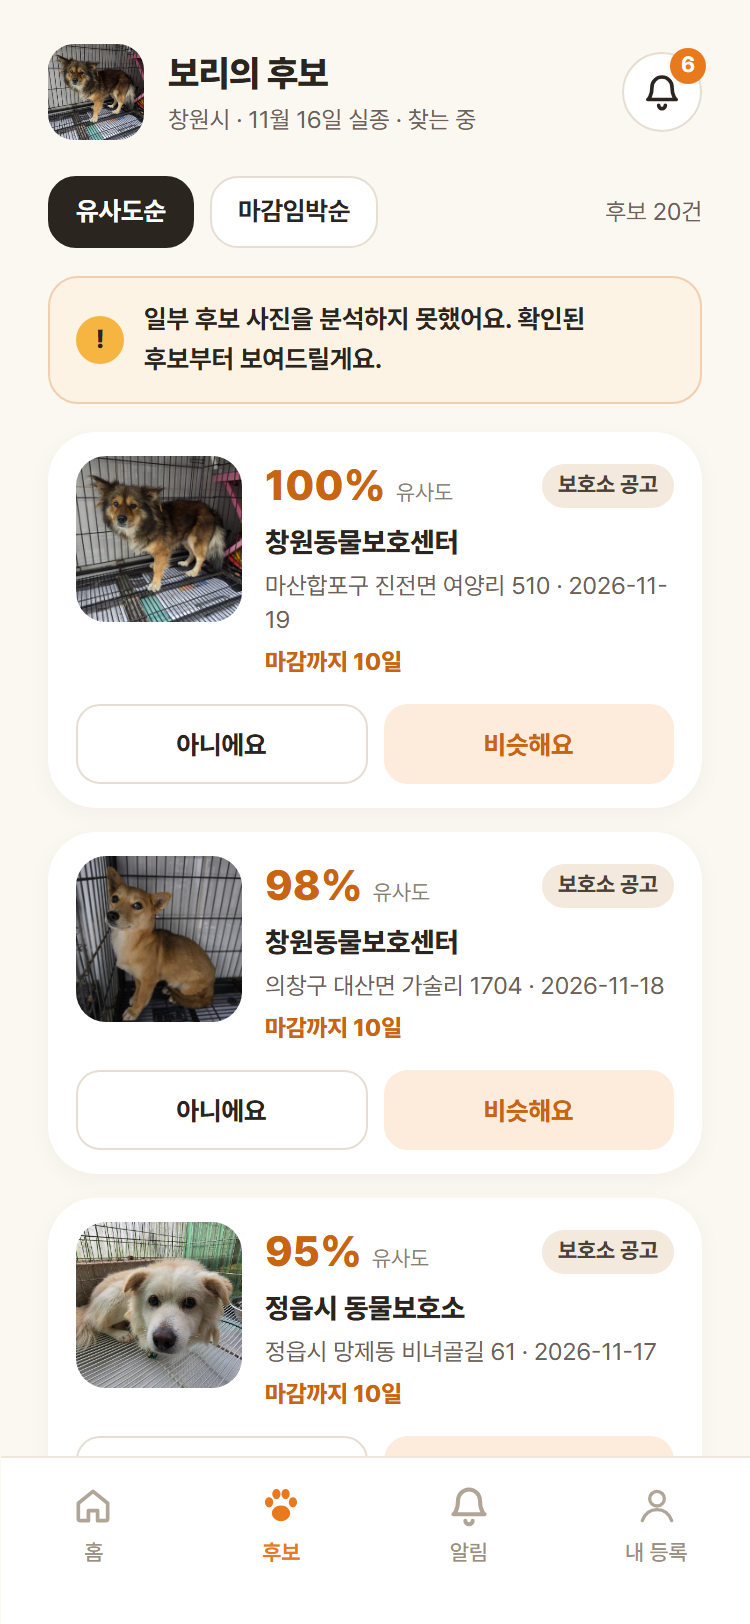 보리의 후보
창원시 · 11월 16일 실종 · 찾는 중
6
유사도순
마감임박순
후보 20건
!
일부 후보 사진을 분석하지 못했어요. 확인된
후보부터 보여드릴게요.
100% 유사도
보호소 공고
창원동물보호센터
마산합포구 진전면 여양리 510 · 2026-11-
19
마감까지 10일
아니에요
비슷해요
98% 유사도
보호소 공고
창원동물보호센터
의창구 대산면 가술리 1704 · 2026-11-18
마감까지 10일
아니에요
비슷해요
95% 유사도
보호소 공고
정읍시 동물보호소
정읍시 망제동 비녀골길 61 · 2026-11-17
마감까지 10일
홈
후보
알림
내 등록